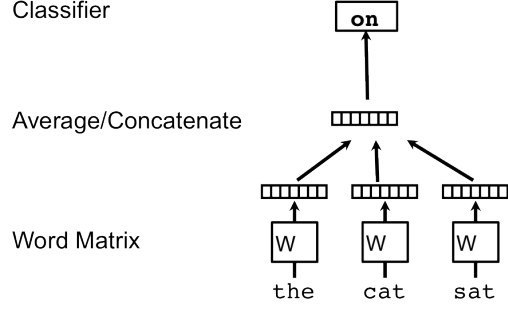 Classifier
on
Average/Concatenate
Word Matrix
W W W
the cat sat